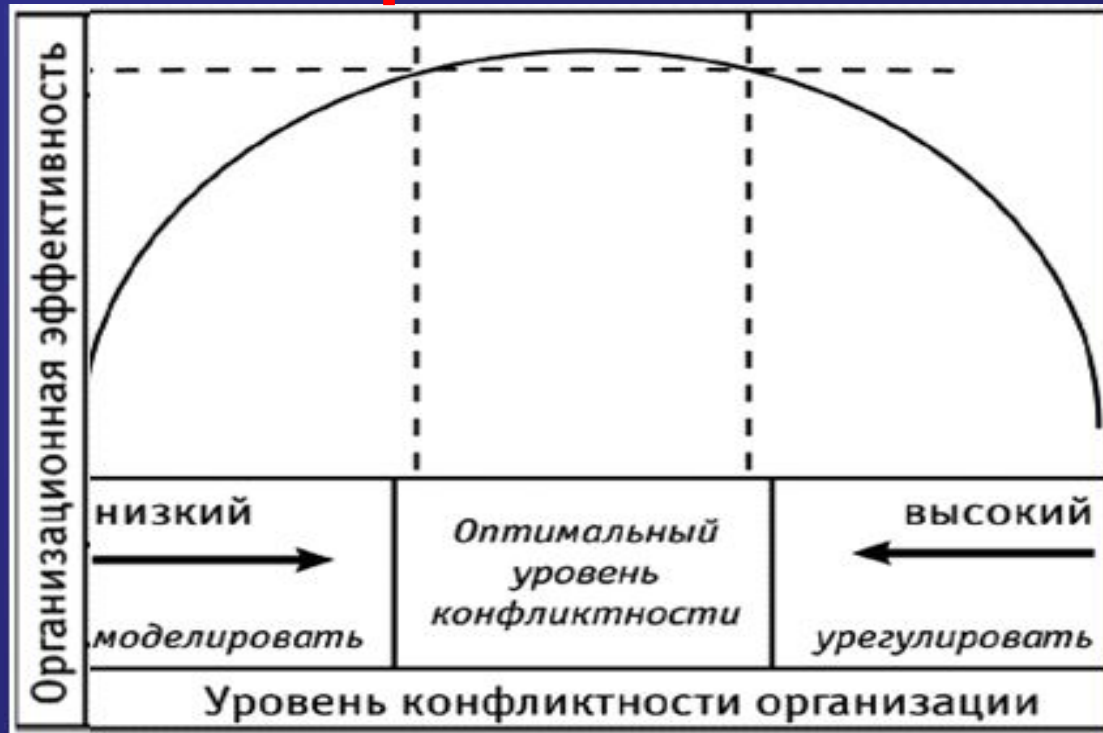 Организационная эффективность
низкий
моделировать
Оптимальный
уровень
конфликтности
высокий
урегулировать
Уровень конфликтности организации